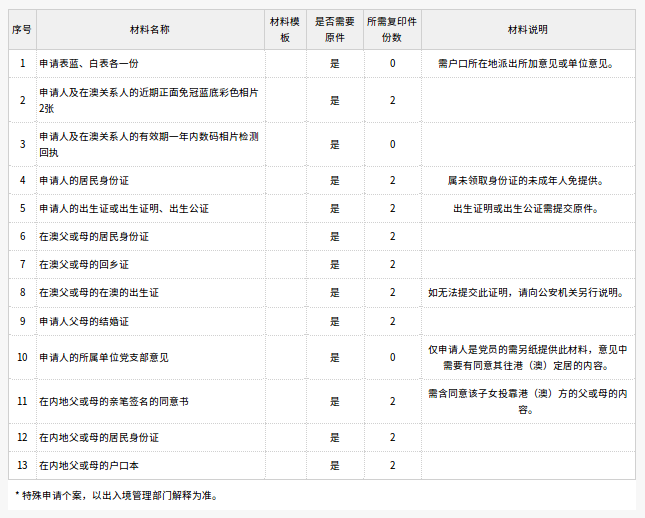 序号 材料名称 材料模板 是否需要原件 所需复印件份数 材料说明
1 申请表蓝、白表各一份 是 0 需户口所在地派出所加意见或单位意见。
2 申请人及在澳关系人的近期正面免冠蓝底彩色相片2张 是 2
3 申请人及在澳关系人的有效期一年内数码相片检测回执 是 0
4 申请人的居民身份证 是 2 属未领取身份证的未成年人免提供。
5 申请人的出生证或出生证明、出生公证 是 2 出生证明或出生公证需提交原件。
6 在澳父或母的居民身份证 是 2
7 在澳父或母的回乡证 是 2
8 在澳父或母的在澳的出生证 是 2 如无法提交此证明，请向公安机关另行说明。
9 申请人父母的结婚证 是 2
10 申请人的所属单位党支部意见 是 0 仅申请人是党员的需另纸提供此材料，意见中需要有同意其往港（澳）定居的内容。
11 在内地父或母的亲笔签名的同意书 是 2 需含同意该子女投靠港（澳）方的父或母的内容。
12 在内地父或母的居民身份证 是 2
13 在内地父或母的户口本 是 2
* 特殊申请个案，以出入境管理部门解释为准。